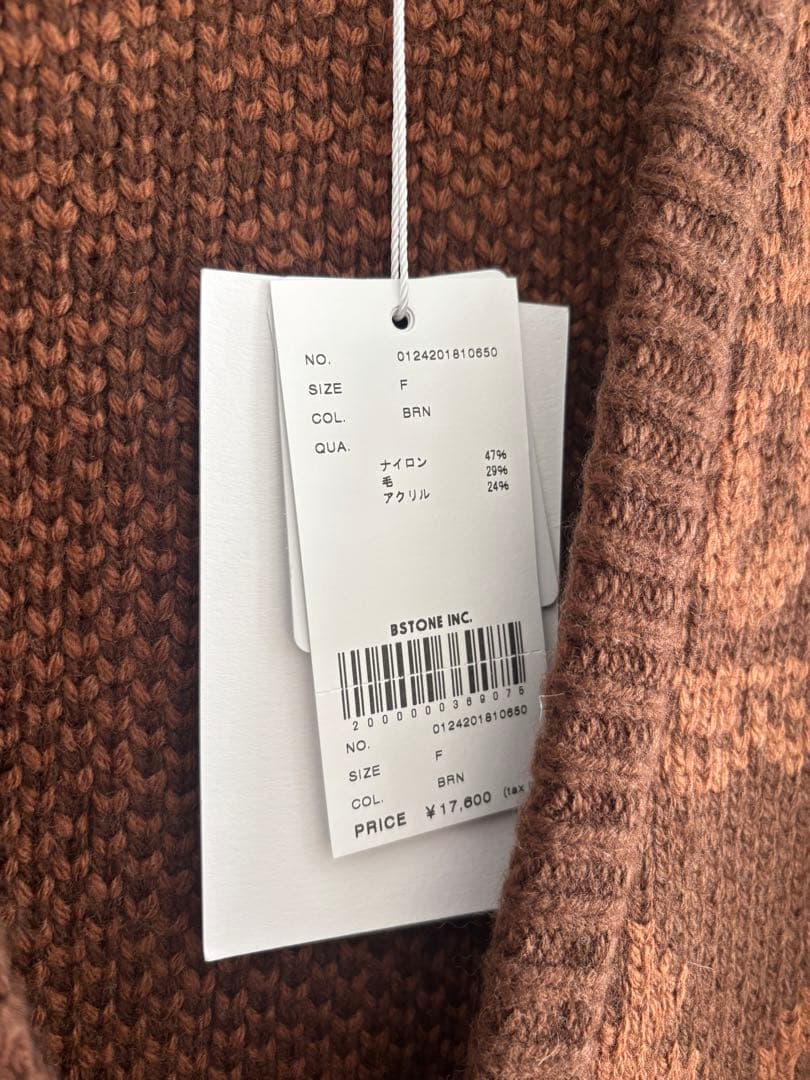 NO. 0124201810650
SIZE F
COL. BRN
QUA.
ナイロン 47%
毛 29%
アクリル 24%
BSTONE INC.
2000000369075
NO. 0124201810650
SIZE F
COL. BRN
PRICE ¥17,600 (tax